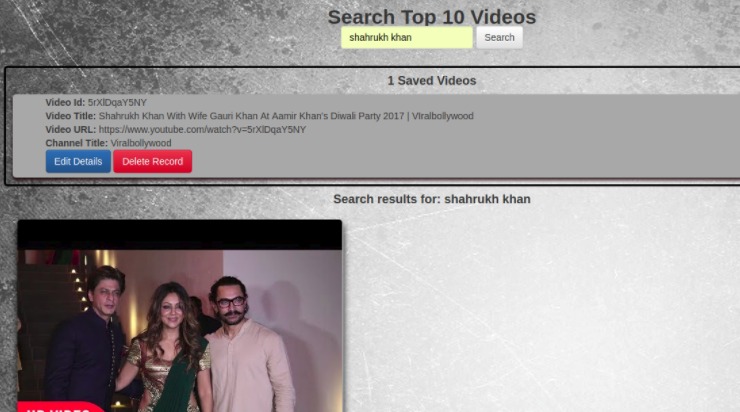 Search Top 10 Videos
shahrukh khan
Search
1 Saved Videos
Video Id: 5rXlDqaY5NY
Video Title: Shahrukh Khan With Wife Gauri Khan At Aamir Khan's Diwali Party 2017 | VIralbollywood
Video URL: https://www.youtube.com/watch?v=5rXlDqaY5NY
Channel Title: Viralbollywood
Edit Details
Delete Record
Search results for: shahrukh khan
HD VIDEO